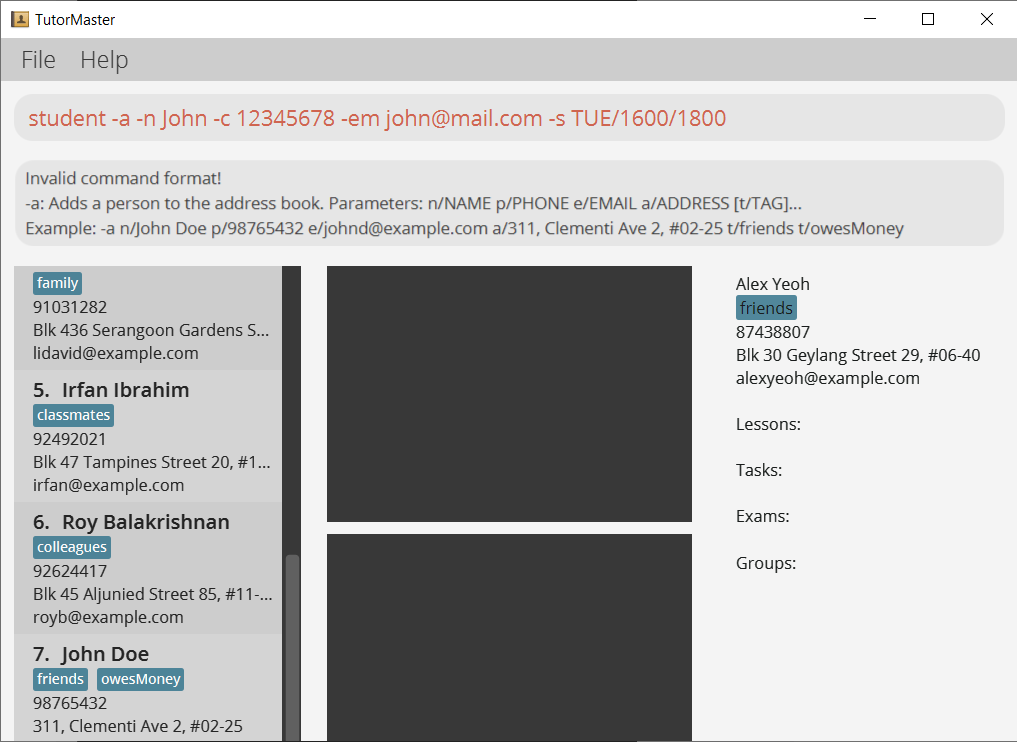 TutorMaster
File Help
student -a -n John -c 12345678 -em john@mail.com -s TUE/1600/1800
Invalid command format!
-a: Adds a person to the address book. Parameters: n/NAME p/PHONE e/EMAIL a/ADDRESS [t/TAG]...
Example: -a n/John Doe p/98765432 e/johnd@example.com a/311, Clementi Ave 2, #02-25 t/friends t/owesMoney
family
91031282
Blk 436 Serangoon Gardens S...
lidavid@example.com
5. Irfan Ibrahim
classmates
92492021
Blk 47 Tampines Street 20, #1...
irfan@example.com
6. Roy Balakrishnan
colleagues
92624417
Blk 45 Aljunied Street 85, #11-...
royb@example.com
7. John Doe
friends owesMoney
98765432
311, Clementi Ave 2, #02-25
Alex Yeoh
friends
87438807
Blk 30 Geylang Street 29, #06-40
alexyeoh@example.com
Lessons:
Tasks:
Exams:
Groups: